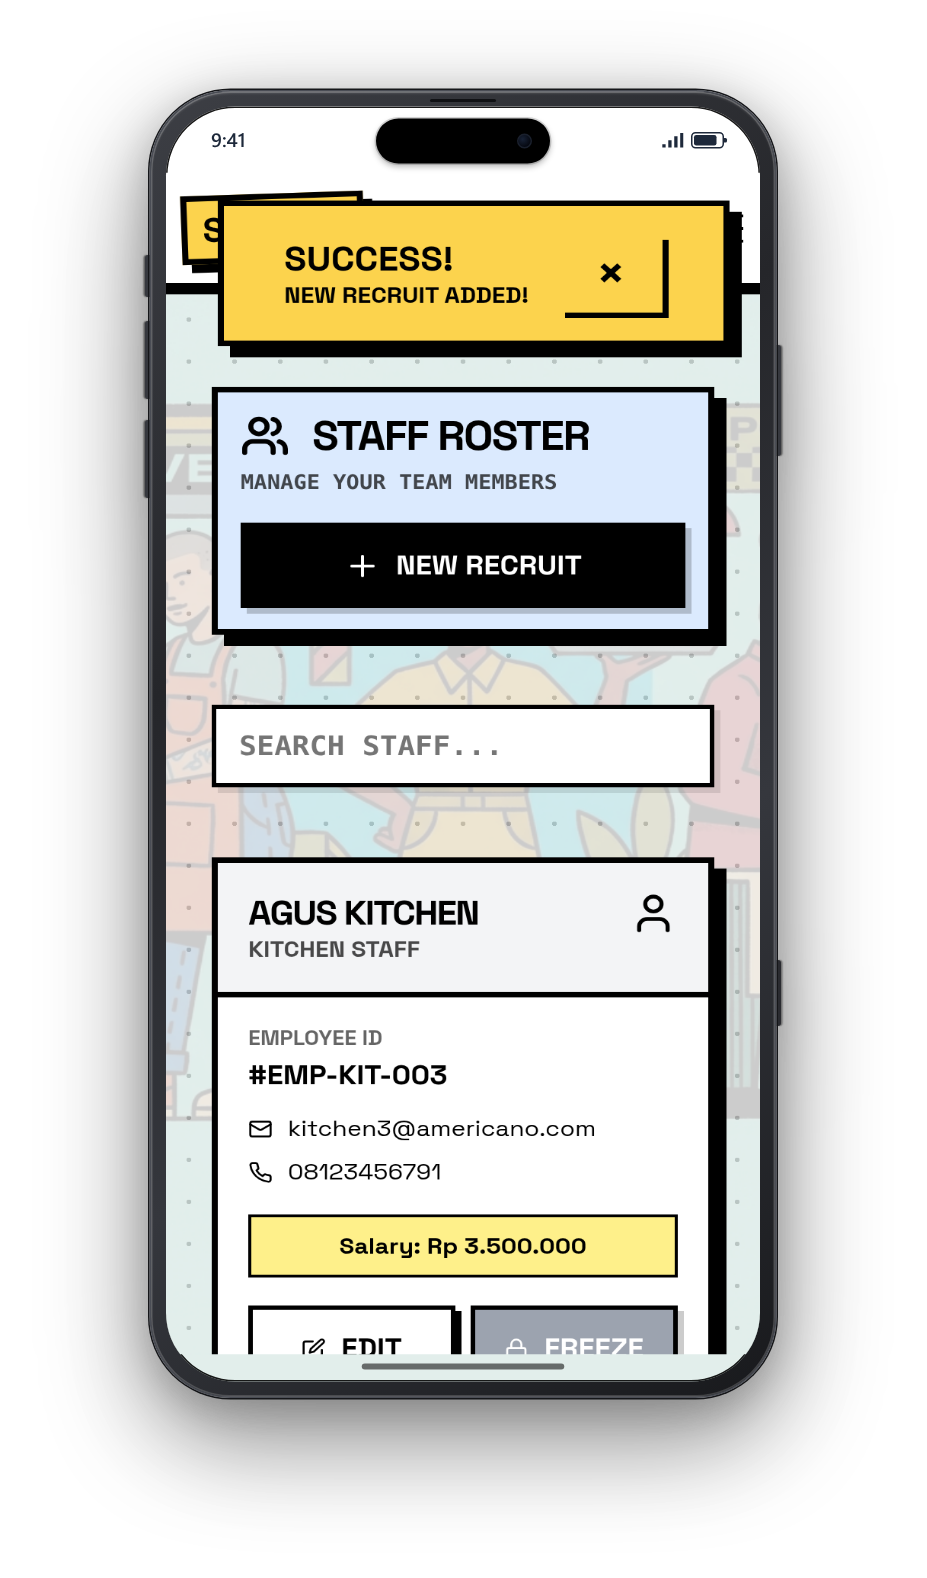 9:41
S
SUCCESS!
NEW RECRUIT ADDED!
STAFF ROSTER
MANAGE YOUR TEAM MEMBERS
NEW RECRUIT
SEARCH STAFF...
AGUS KITCHEN
KITCHEN STAFF
EMPLOYEE ID
#EMP-KIT-003
kitchen3@americano.com
08123456791
Salary: Rp 3.500.000
EDIT
FREEZE